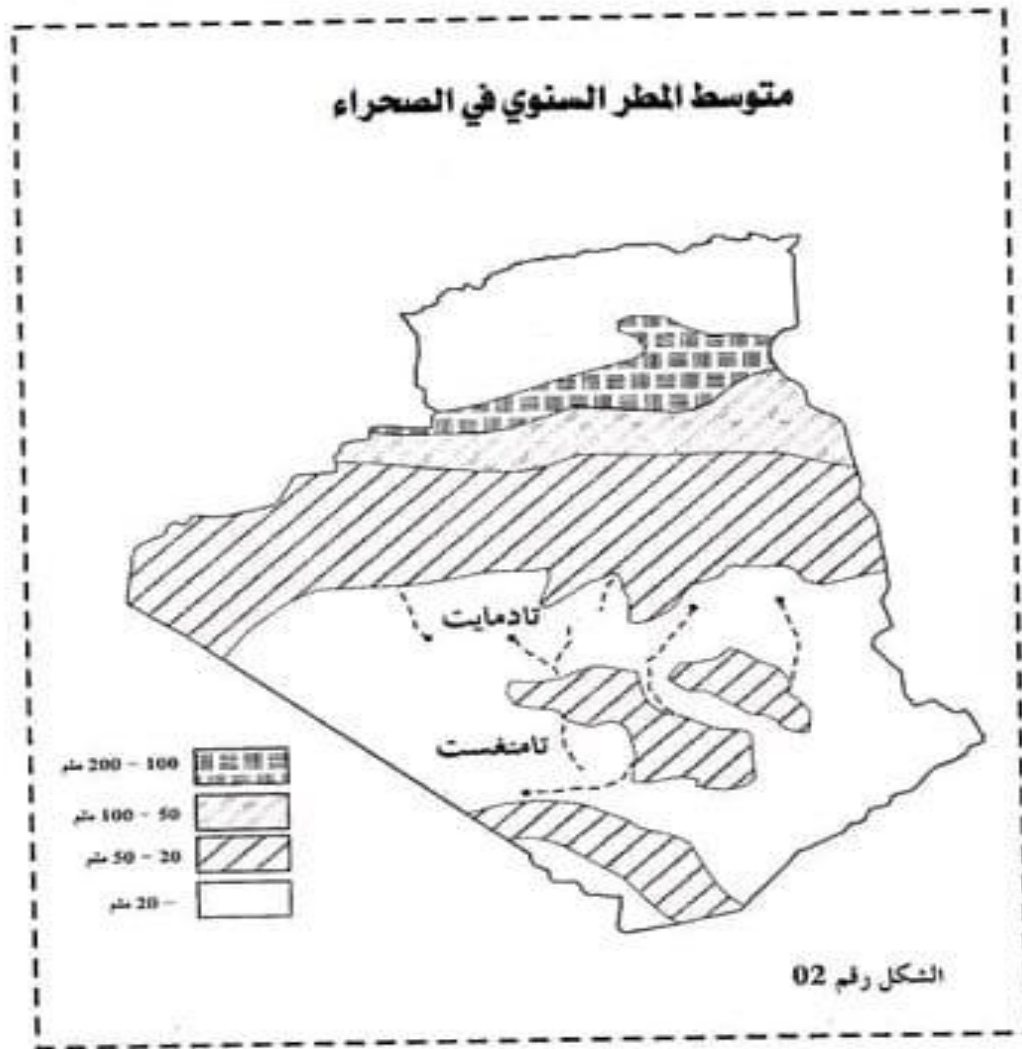 متوسط المطر السنوي في الصحراء
تادمايت
تامنغست
100 - 200 ملم
50 - 100 ملم
20 - 50 ملم
- 20 ملم
الشكل رقم 02